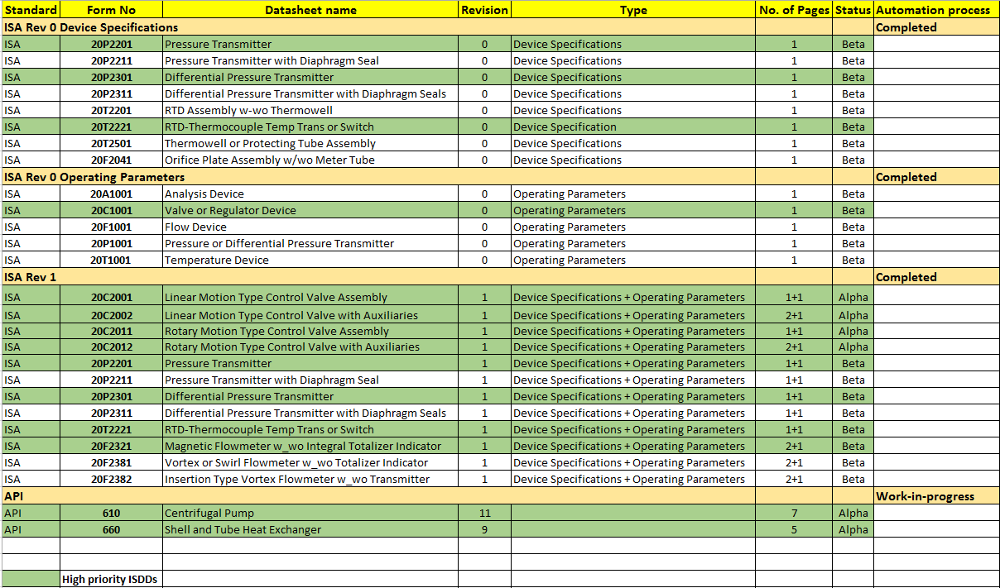 Standard Form No Datasheet name Revision Type No. of Pages Status Automation process
ISA Rev 0 Device Specifications Completed
ISA 20P2201 Pressure Transmitter 0 Device Specifications 1 Beta
ISA 20P2211 Pressure Transmitter with Diaphragm Seal 0 Device Specifications 1 Beta
ISA 20P2301 Differential Pressure Transmitter 0 Device Specifications 1 Beta
ISA 20P2311 Differential Pressure Transmitter with Diaphragm Seals 0 Device Specifications 1 Beta
ISA 20T2201 RTD Assembly w-wo Thermowell 0 Device Specifications 1 Beta
ISA 20T2221 RTD-Thermocouple Temp Trans or Switch 0 Device Specification 1 Beta
ISA 20T2501 Thermowell or Protecting Tube Assembly 0 Device Specifications 1 Beta
ISA 20F2041 Orifice Plate Assembly w/wo Meter Tube 0 Device Specifications 1 Beta
ISA Rev 0 Operating Parameters Completed
ISA 20A1001 Analysis Device 0 Operating Parameters 1 Beta
ISA 20C1001 Valve or Regulator Device 0 Operating Parameters 1 Beta
ISA 20F1001 Flow Device 0 Operating Parameters 1 Beta
ISA 20P1001 Pressure or Differential Pressure Transmitter 0 Operating Parameters 1 Beta
ISA 20T1001 Temperature Device 0 Operating Parameters 1 Beta
ISA Rev 1 Completed
ISA 20C2001 Linear Motion Type Control Valve Assembly 1 Device Specifications + Operating Parameters 1+1 Alpha
ISA 20C2002 Linear Motion Type Control Valve with Auxiliaries 1 Device Specifications + Operating Parameters 2+1 Alpha
ISA 20C2011 Rotary Motion Type Control Valve Assembly 1 Device Specifications + Operating Parameters 1+1 Alpha
ISA 20C2012 Rotary Motion Type Control Valve with Auxiliaries 1 Device Specifications + Operating Parameters 2+1 Alpha
ISA 20P2201 Pressure Transmitter 1 Device Specifications + Operating Parameters 1+1 Beta
ISA 20P2211 Pressure Transmitter with Diaphragm Seal 1 Device Specifications + Operating Parameters 1+1 Beta
ISA 20P2301 Differential Pressure Transmitter 1 Device Specifications + Operating Parameters 1+1 Beta
ISA 20P2311 Differential Pressure Transmitter with Diaphragm Seals 1 Device Specifications + Operating Parameters 1+1 Beta
ISA 20T2221 RTD-Thermocouple Temp Trans or Switch 1 Device Specifications + Operating Parameters 1+1 Beta
ISA 20F2321 Magnetic Flowmeter w_wo Integral Totalizer Indicator 1 Device Specifications + Operating Parameters 2+1 Beta
ISA 20F2381 Vortex or Swirl Flowmeter w_wo Totalizer Indicator 1 Device Specifications + Operating Parameters 2+1 Beta
ISA 20F2382 Insertion Type Vortex Flowmeter w_wo Transmitter 1 Device Specifications + Operating Parameters 2+1 Beta
API Work-in-progress
API 610 Centrifugal Pump 11 7 Alpha
API 660 Shell and Tube Heat Exchanger 9 5 Alpha
High priority ISDDs